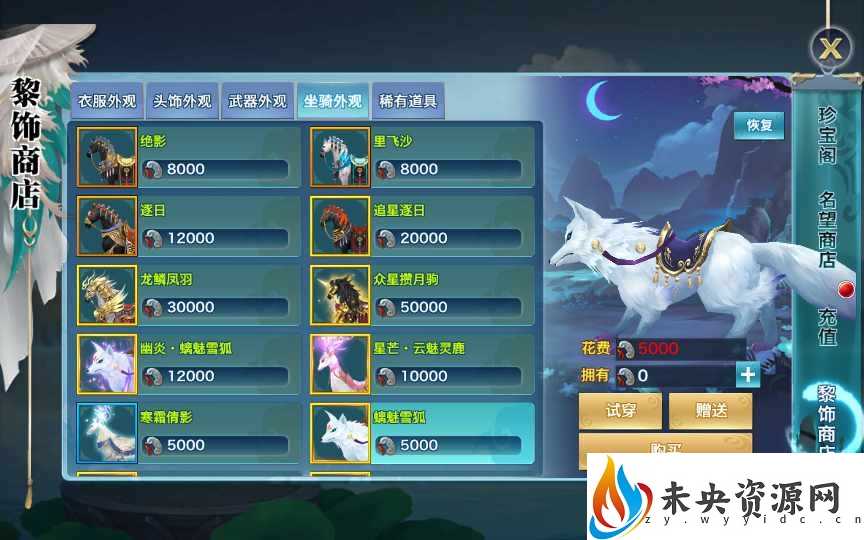 黎饰商店
衣服外观 头饰外观 武器外观 坐骑外观 稀有道具
绝影
8000
里飞沙
8000
逐日
12000
追星逐日
20000
龙鳞凤羽
30000
众星攒月驹
50000
幽炎·螭魅雪狐
12000
星芒·云魅灵鹿
10000
寒霜倩影
5000
螭魅雪狐
5000
恢复
花费 5000
拥有 0
试穿 赠送
购买
X
珍宝阁
名望商店
充值
黎饰商店
未央资源网
zy.wyyidc.cn